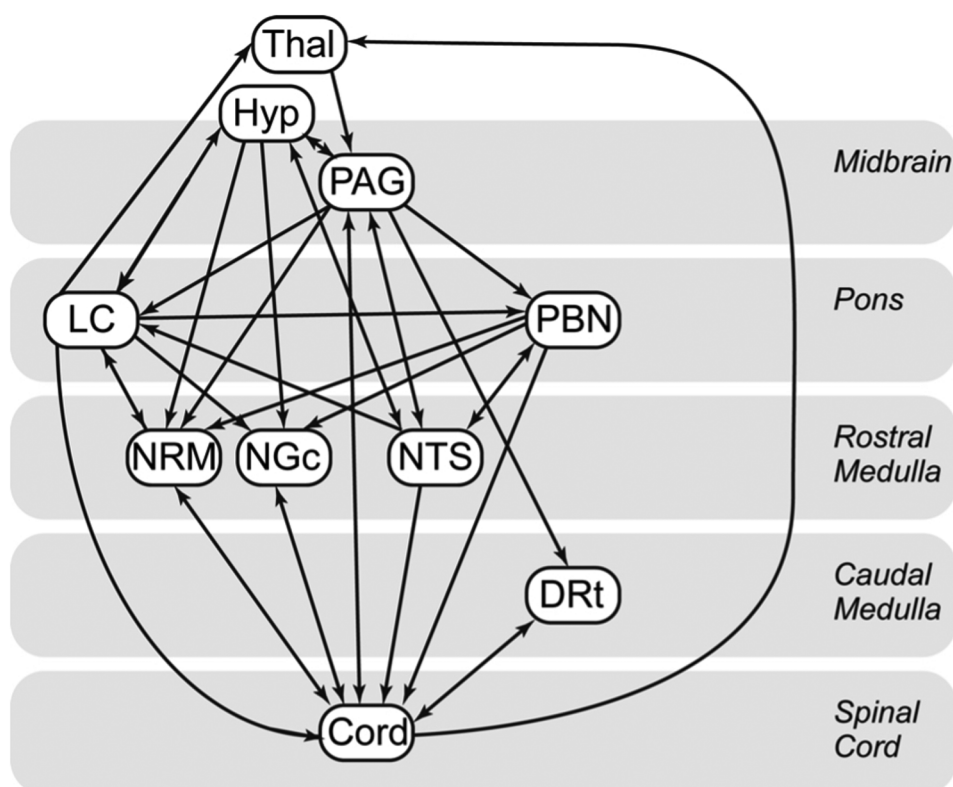 Thal
Hyp
Midbrain
PAG
Pons
LC
PBN
Rostral
Medulla
NRM
NGc
NTS
Caudal
Medulla
DRt
Spinal
Cord
Cord